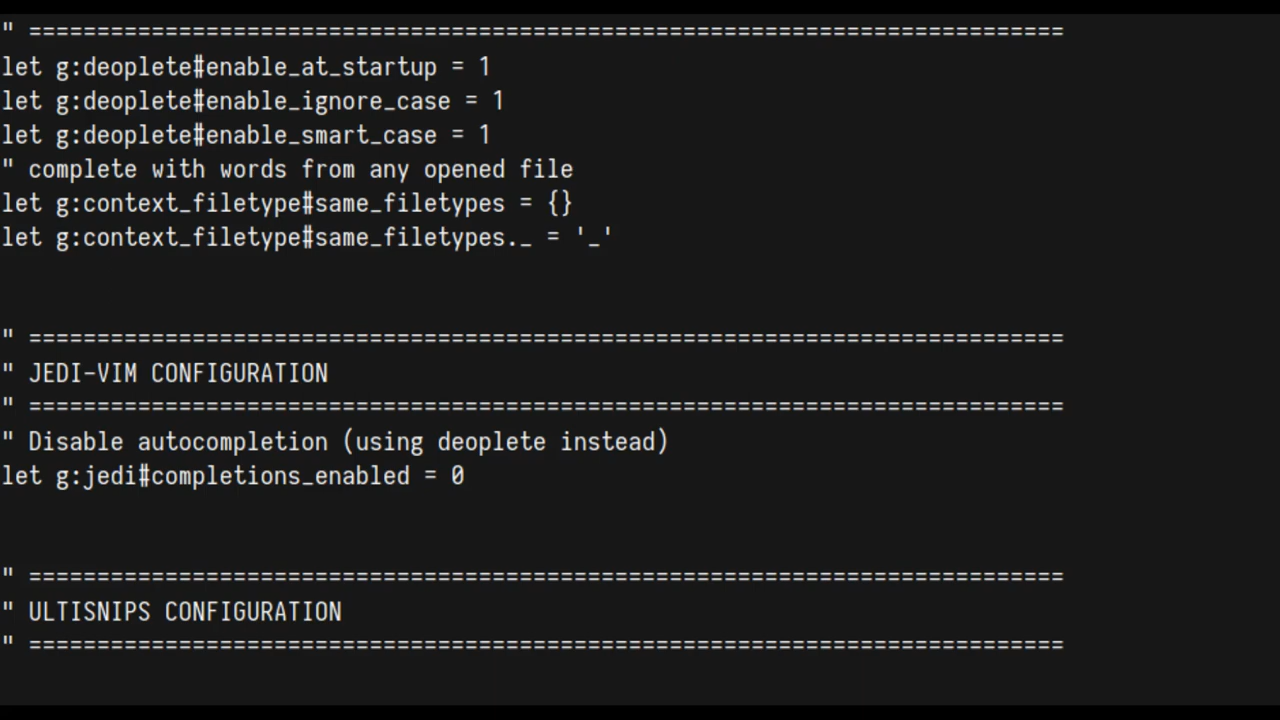 " ============================================================================
let g:deoplete#enable_at_startup = 1
let g:deoplete#enable_ignore_case = 1
let g:deoplete#enable_smart_case = 1
" complete with words from any opened file
let g:context_filetype#same_filetypes = {}
let g:context_filetype#same_filetypes._ = '_'
" ============================================================================
" JEDI-VIM CONFIGURATION
" ============================================================================
" Disable autocompletion (using deoplete instead)
let g:jedi#completions_enabled = 0
" ============================================================================
" ULTISNIPS CONFIGURATION
" ============================================================================